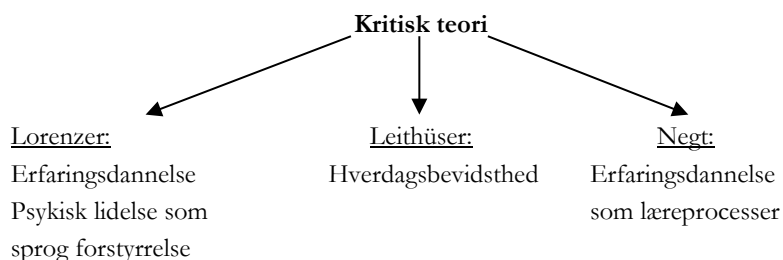 Kritisk teori
Lorenzer:
Erfaringsdannelse
Psykisk lidelse som
sprog forstyrrelse
Leithüser:
Hverdagsbevidsthed
Negt:
Erfaringsdannelse
som læreprocesser